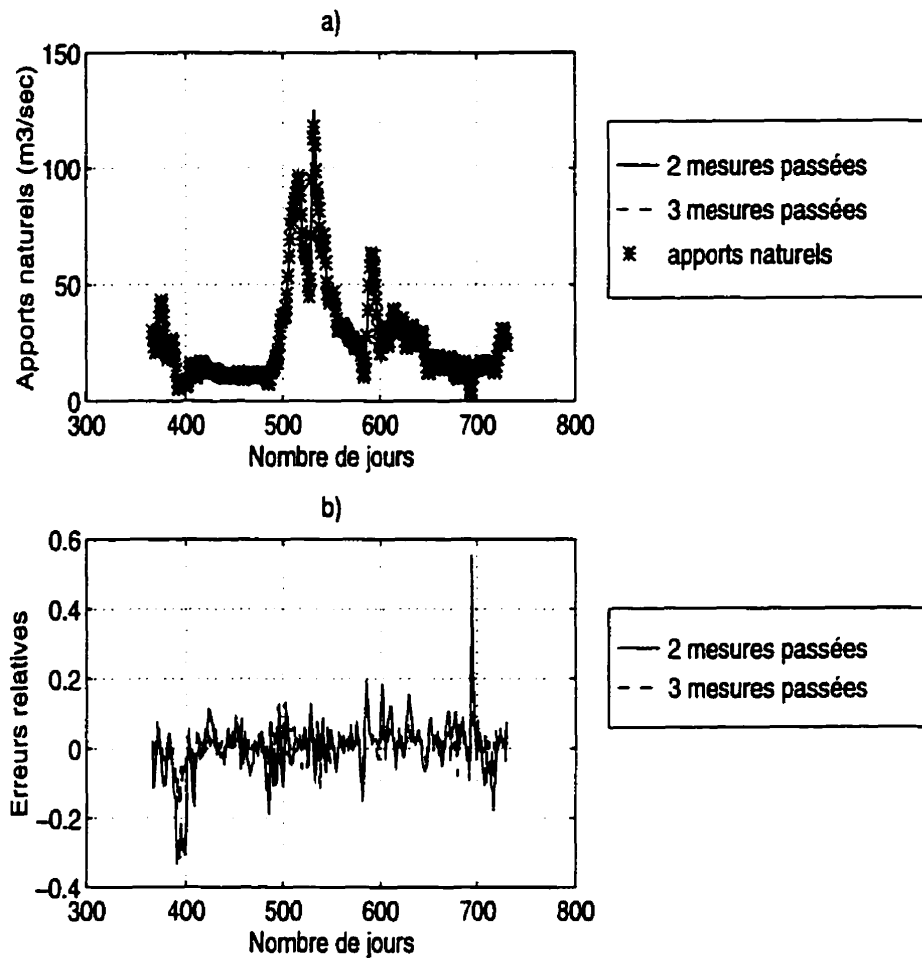 a)
150
100
50
0
Apports naturels (m3/sec)
300 400 500 600 700 800
Nombre de jours
2 mesures passées
3 mesures passées
apports naturels
b)
0.6
0.4
0.2
0
−0.2
−0.4
Erreurs relatives
300 400 500 600 700 800
Nombre de jours
2 mesures passées
3 mesures passées